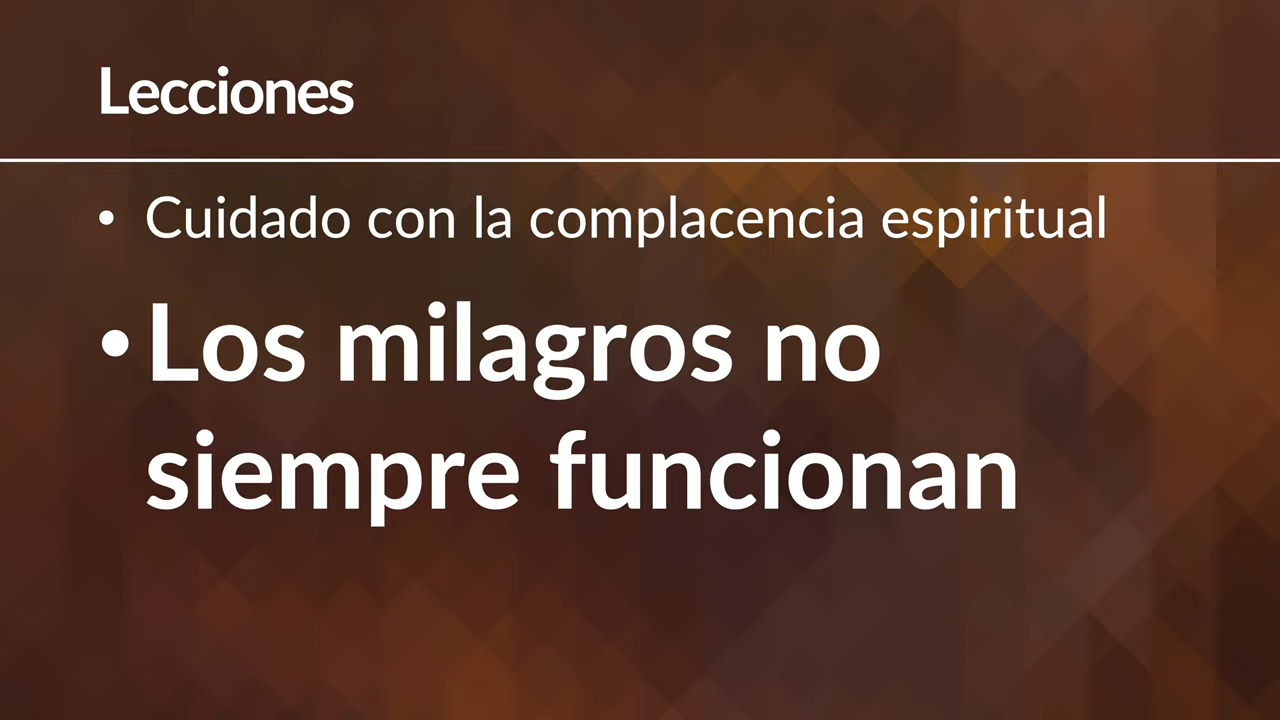 Lecciones
• Cuidado con la complacencia espiritual
• Los milagros no
siempre funcionan